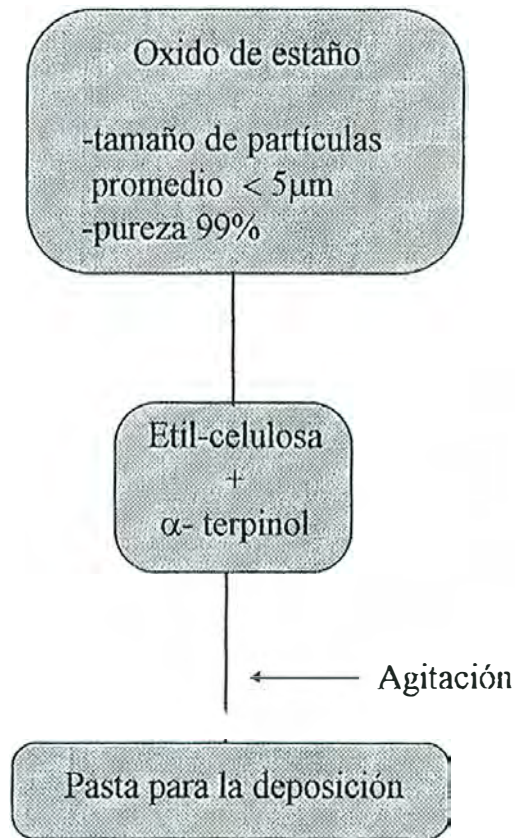 Oxido de estaño
-tamaño de partículas
promedio < 5µm
-pureza 99%
Etil-celulosa
+
α- terpinol
Agitación
Pasta para la deposición